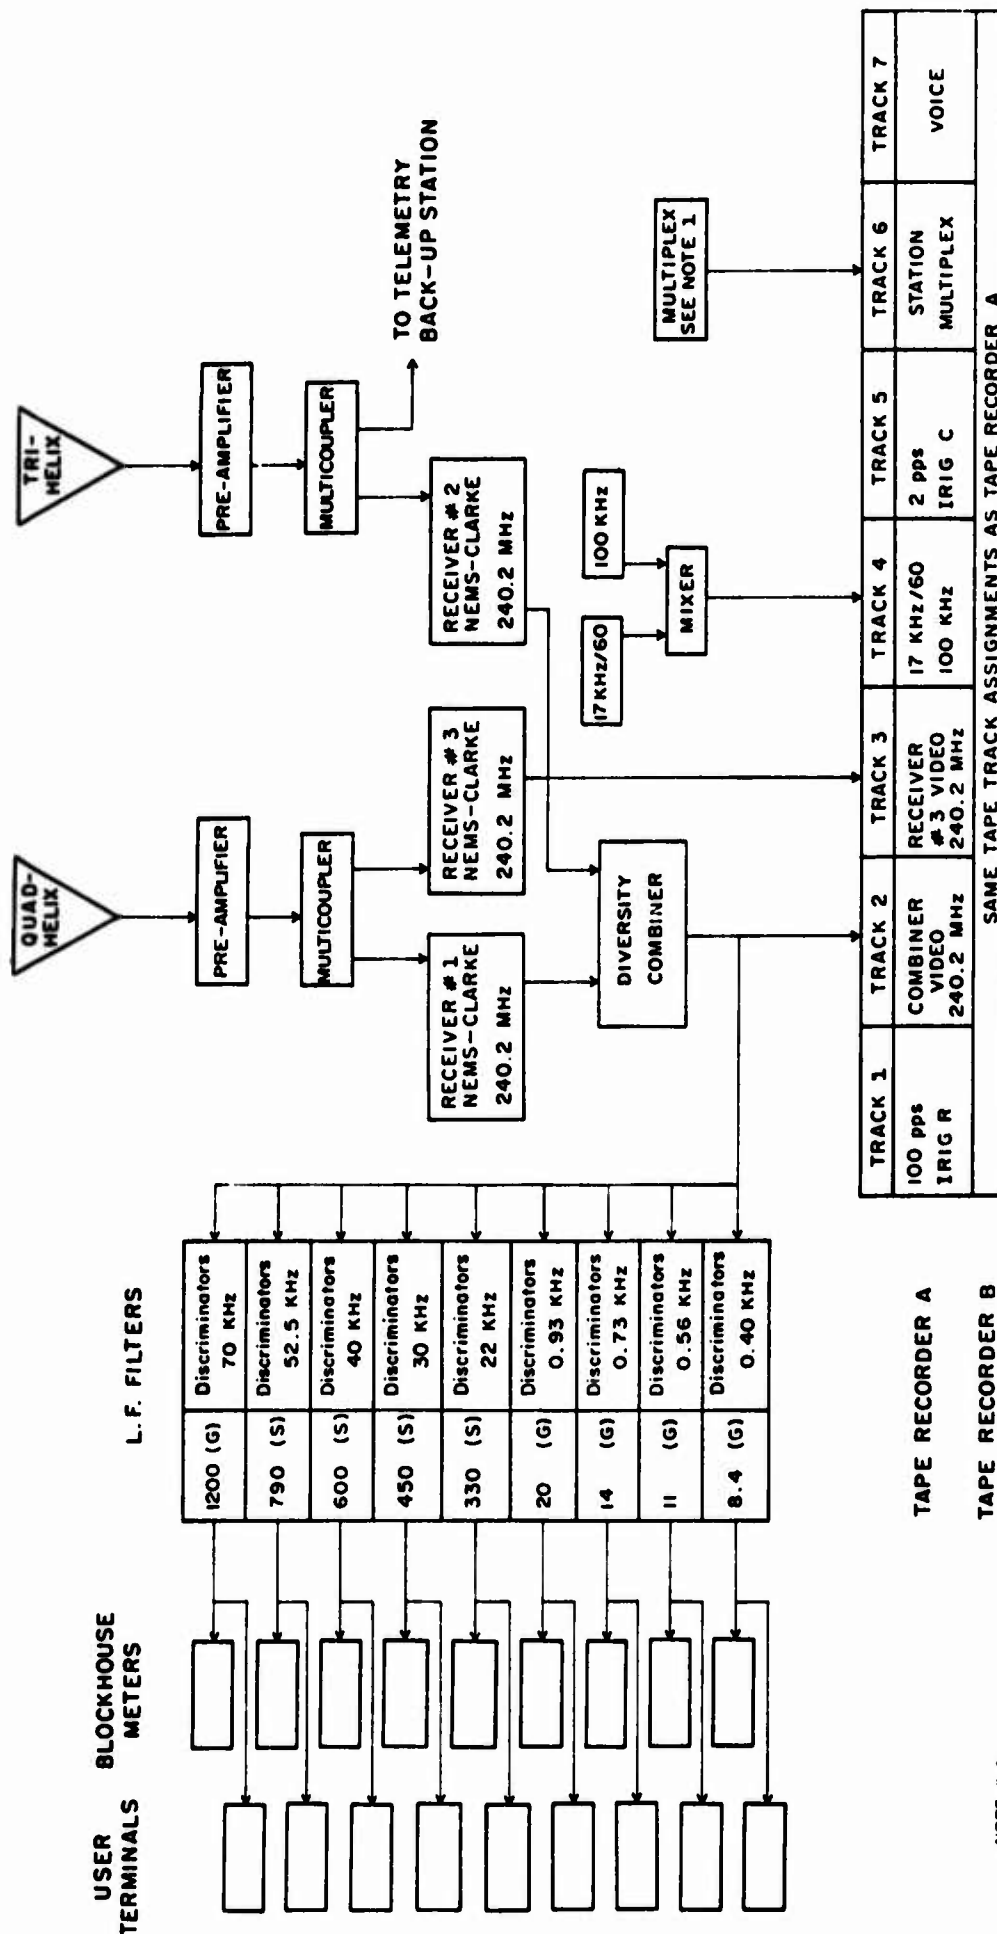 QUAD-
HELIX
PRE-AMPLIFIER
MULTICOUPLER
RECEIVER #1
NEMS-CLARKE
240.2 MHz
RECEIVER #3
NEMS-CLARKE
240.2 MHz
TRI-
HELIX
PRE-AMPLIFIER
MULTICOUPLER
TO TELEMETRY
BACK-UP STATION
RECEIVER #2
NEMS-CLARKE
240.2 MHz
DIVERSITY
COMBINER
17KHz/60
100 KHz
MIXER
MULTIPLEX
SEE NOTE 1
USER
TERMINALS
BLOCKHOUSE
METERS
L.F. FILTERS
1200 (G)
Discriminators
70 KHz
790 (S)
Discriminators
52.5 KHz
600 (S)
Discriminators
40 KHz
450 (S)
Discriminators
30 KHz
330 (S)
Discriminators
22 KHz
20 (G)
Discriminators
0.93 KHz
14 (G)
Discriminators
0.73 KHz
11 (G)
Discriminators
0.56 KHz
8.4 (G)
Discriminators
0.40 KHz
TRACK 1
TRACK 2
TRACK 3
TRACK 4
TRACK 5
TRACK 6
TRACK 7
TAPE RECORDER A
100 pps
IRIG R
COMBINER
VIDEO
240.2 MHz
RECEIVER
#3 VIDEO
240.2 MHz
17 KHz/60
100 KHz
2 pps
IRIG C
STATION
MULTIPLEX
VOICE
TAPE RECORDER B
SAME TAPE TRACK ASSIGNMENTS AS TAPE RECORDER A